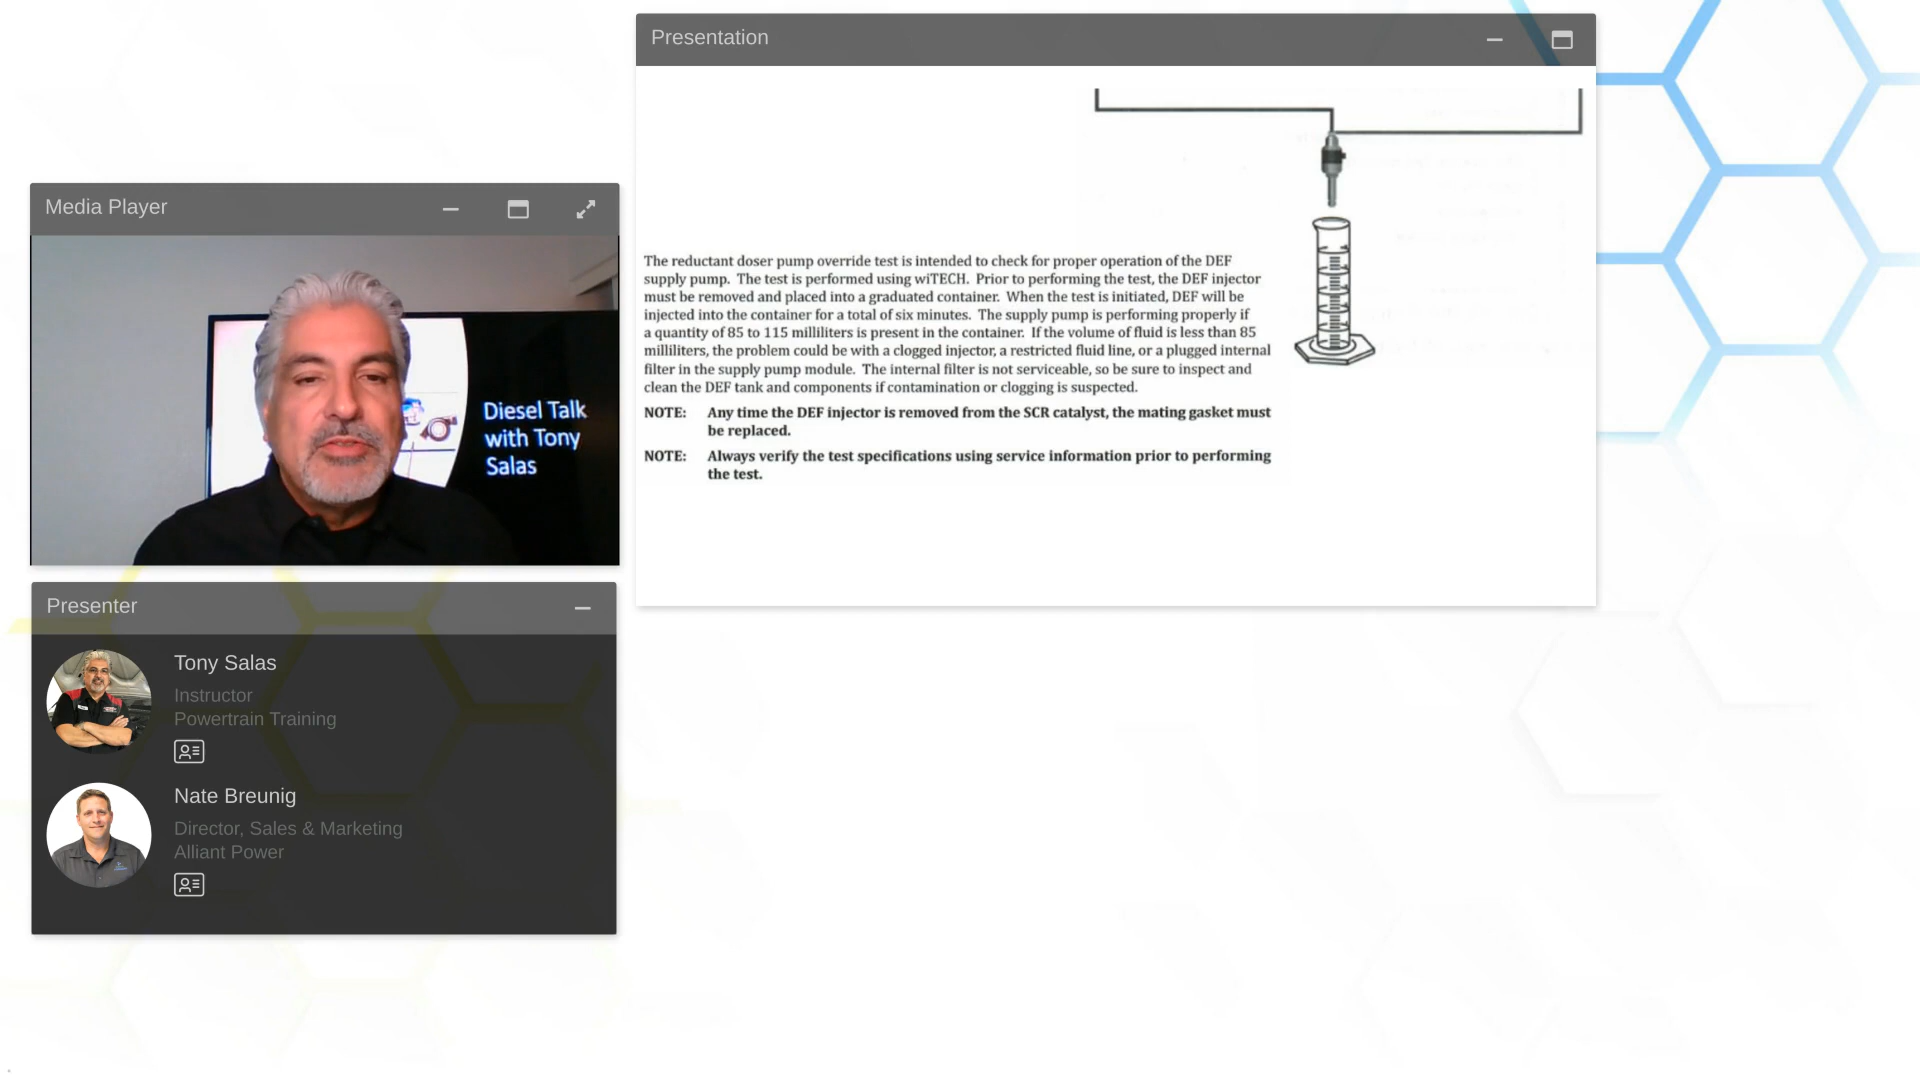 Presentation
Media Player
Diesel Talk
with Tony
Salas
The reductant doser pump override test is intended to check for proper operation of the DEF
supply pump. The test is performed using wiTECH. Prior to performing the test, the DEF injector
must be removed and placed into a graduated container. When the test is initiated, DEF will be
injected into the container for a total of six minutes. The supply pump is performing properly if
a quantity of 85 to 115 milliliters is present in the container. If the volume of fluid is less than 85
milliliters, the problem could be with a clogged injector, a restricted fluid line, or a plugged internal
filter in the supply pump module. The internal filter is not serviceable, so be sure to inspect and
clean the DEF tank and components if contamination or clogging is suspected.
NOTE: Any time the DEF injector is removed from the SCR catalyst, the mating gasket must
be replaced.
NOTE: Always verify the test specifications using service information prior to performing
the test.
Presenter
Tony Salas
Instructor
Powertrain Training
Nate Breunig
Director, Sales & Marketing
Alliant Power